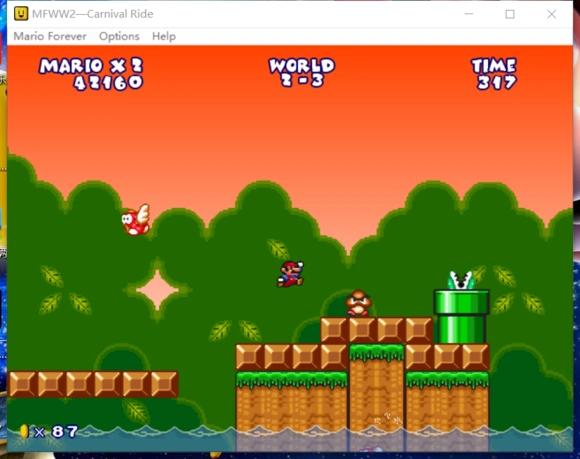 MFWW2—Carnival Ride
Mario Forever Options Help
MARIO X 2 WORLD TIME
42160 2-3 317
x 87